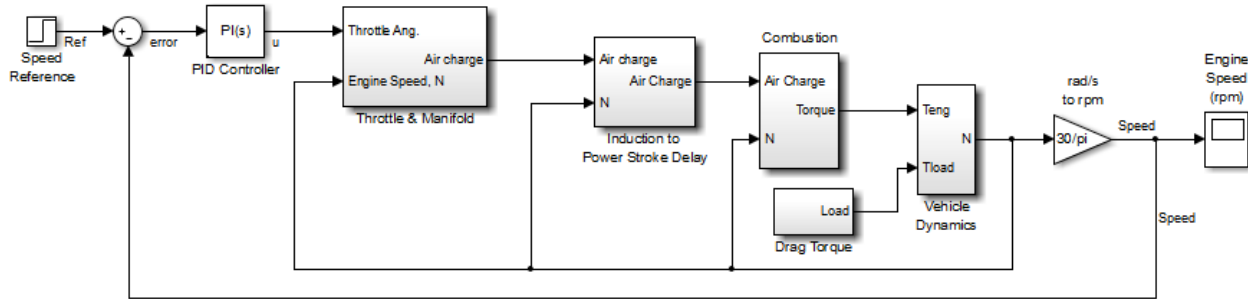 Speed
Reference
Ref
error
PI(s)
PID Controller
u
Throttle Ang.
Air charge
Engine Speed, N
Throttle & Manifold
Air charge
Air Charge
N
Induction to
Power Stroke Delay
Combustion
Air Charge
Torque
N
Load
Drag Torque
Teng
N
Tload
Vehicle
Dynamics
rad/s
to rpm
30/pi
Speed
Speed
Engine
Speed
(rpm)